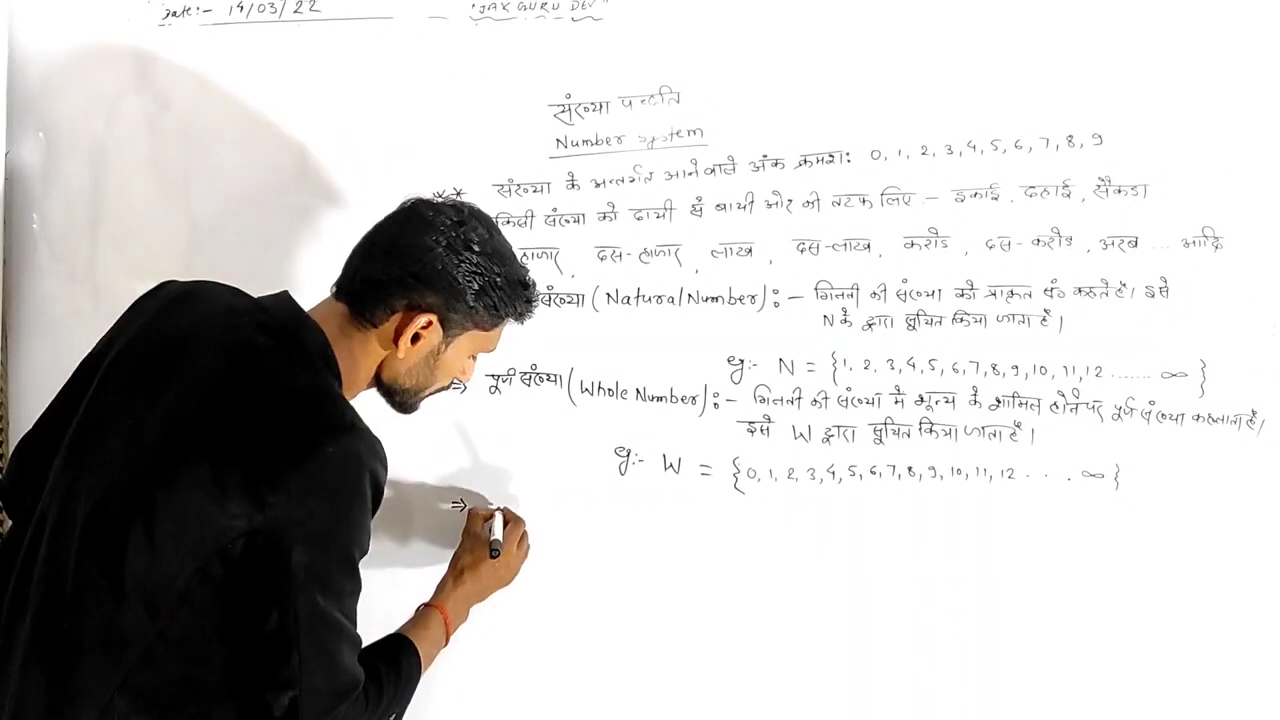 Date:- 14/03/22 "JAY GURU DEV"
संख्या पद्धति
Number system
संख्या के अन्तर्गत आनेवाले अंक क्रमश: 0, 1, 2, 3, 4, 5, 6, 7, 8, 9
किसी संख्या को दायी से बायी ओर की तरफ लिए - इकाई, दहाई, सैकडा
हाजार, दस-हाजार, लाख, दस-लाख, करोड, दस-करोड, अरब ... आदि
संख्या (Natural Number) :- गिनती की संख्या को प्राकृत सं० कहते हैं। इसे
N के द्वारा सूचित किया जाता है।
eg:- N = {1, 2, 3, 4, 5, 6, 7, 8, 9, 10, 11, 12 ...... ∞ }
⇒ पूर्ण संख्या (Whole Number) :- गिनती की संख्या में शून्य के शामिल होने पर पूर्ण संख्या कहलाता है।
इसे W द्वारा सूचित किया जाता है।
eg:- W = {0, 1, 2, 3, 4, 5, 6, 7, 8, 9, 10, 11, 12 . . . ∞ }
⇒